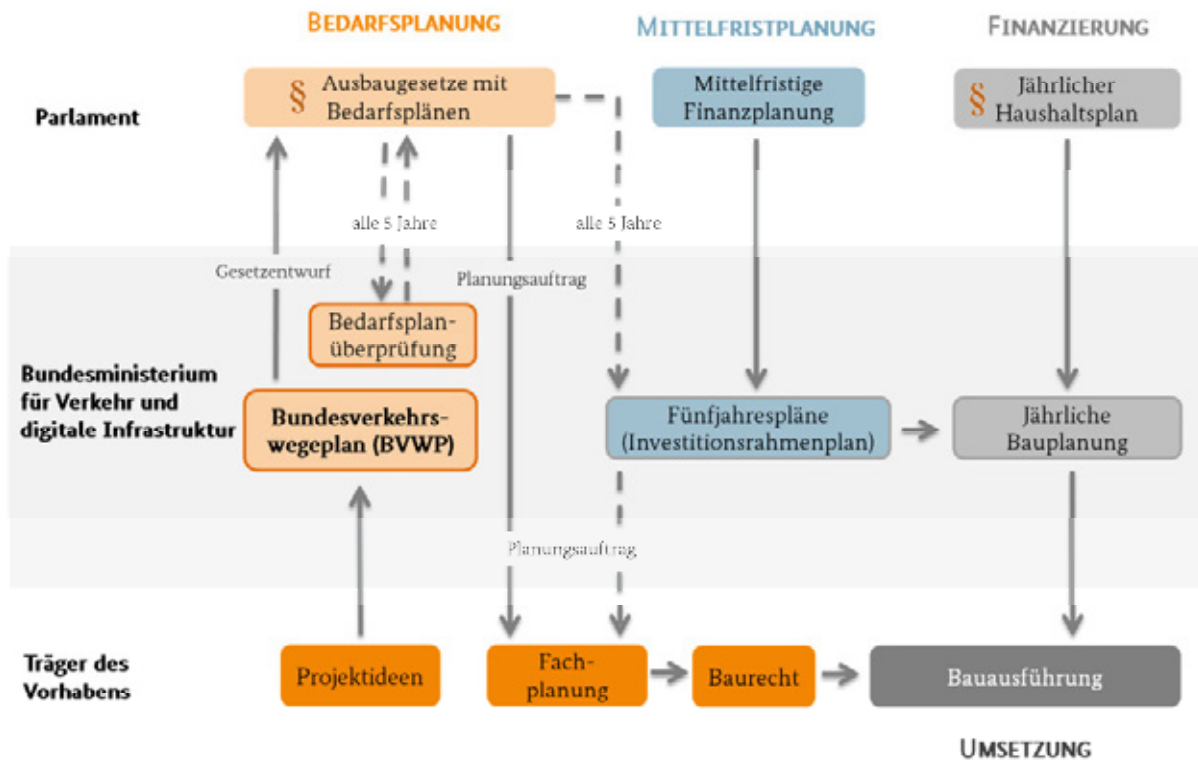 BEDARFSPLANUNG
MITTELFRISTPLANUNG
FINANZIERUNG
Parlament
§ Ausbaugesetze mit
Bedarfsplänen
Mittelfristige
Finanzplanung
§ Jährlicher
Haushaltsplan
alle 5 Jahre
alle 5 Jahre
Gesetzentwurf
Planungsauftrag
Bedarfsplan-
überprüfung
Bundesministerium
für Verkehr und
digitale Infrastruktur
Bundesverkehrs-
wegeplan (BVWP)
Fünfjahrespläne
(Investitionsrahmenplan)
Jährliche
Bauplanung
Planungsauftrag
Träger des
Vorhabens
Projektideen
Fach-
planung
Baurecht
Bauausführung
UMSETZUNG